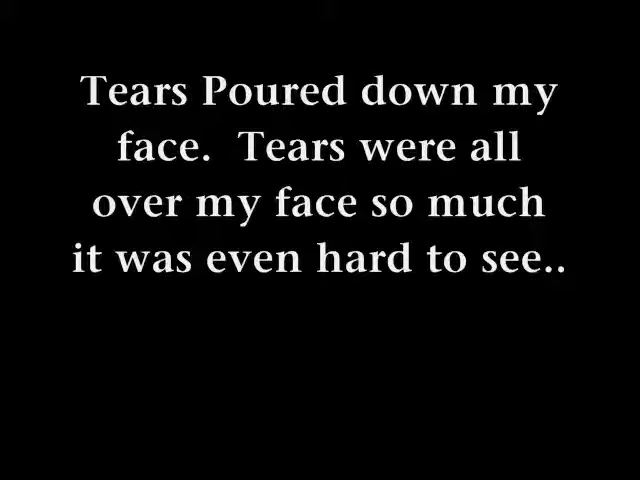 Tears Poured down my
face.  Tears were all
over my face so much
it was even hard to see..